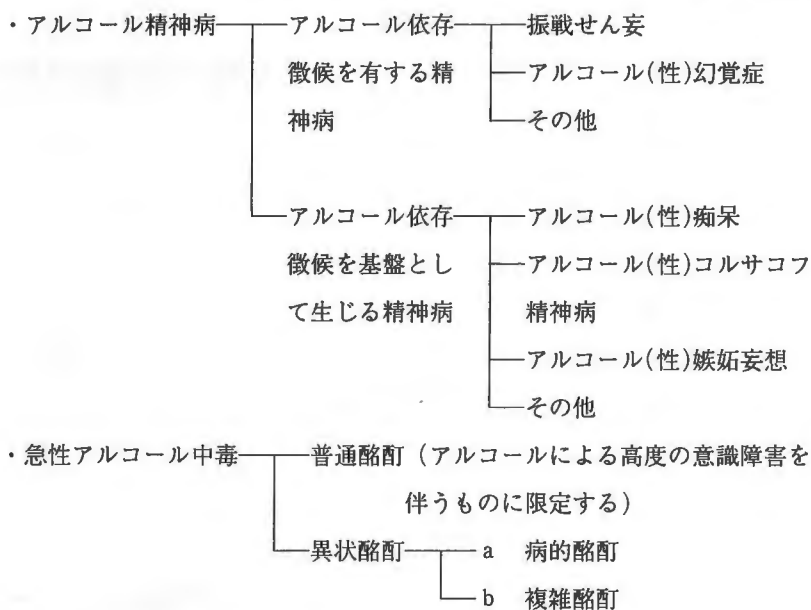 ・アルコール精神病 アルコール依存 振戦せん妄
徴候を有する精 アルコール(性)幻覚症
神病 その他
アルコール依存 アルコール(性)痴呆
徴候を基盤とし アルコール(性)コルサコフ
て生じる精神病 精神病
アルコール(性)嫉妬妄想
その他
・急性アルコール中毒 普通酩酊（アルコールによる高度の意識障害を
伴うものに限定する）
異状酩酊 a 病的酩酊
b 複雑酩酊